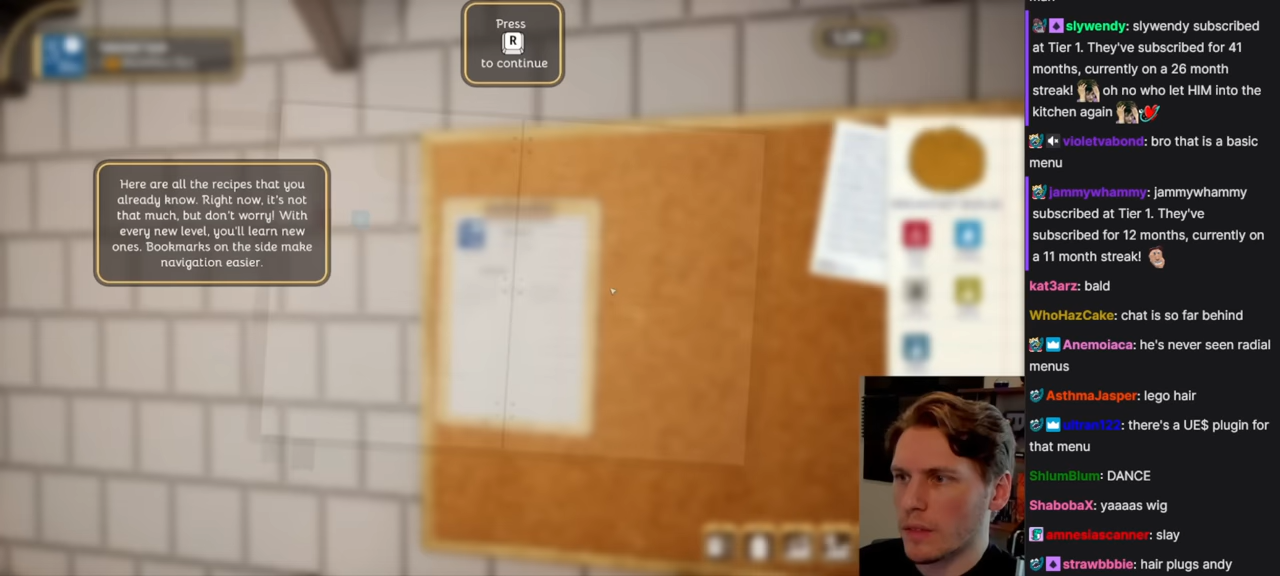 Press
R
to continue
Here are all the recipes that you
already know. Right now, it's not
that much, but don't worry! With
every new level, you'll learn new
ones. Bookmarks on the side make
navigation easier.
slywendy: slywendy subscribed
at Tier 1. They've subscribed for 41
months, currently on a 26 month
streak! oh no who let HIM into the
kitchen again
violetvabond: bro that is a basic
menu
jammywhammy: jammywhammy
subscribed at Tier 1. They've
subscribed for 12 months, currently on
a 11 month streak!
kat3arz: bald
WhoHazCake: chat is so far behind
Anemoiaca: he's never seen radial
menus
AsthmaJasper: lego hair
ultran122: there's a UE$ plugin for
that menu
ShlumBlum: DANCE
ShabobaX: yaaaas wig
amnesiascanner: slay
strawbbbie: hair plugs andy